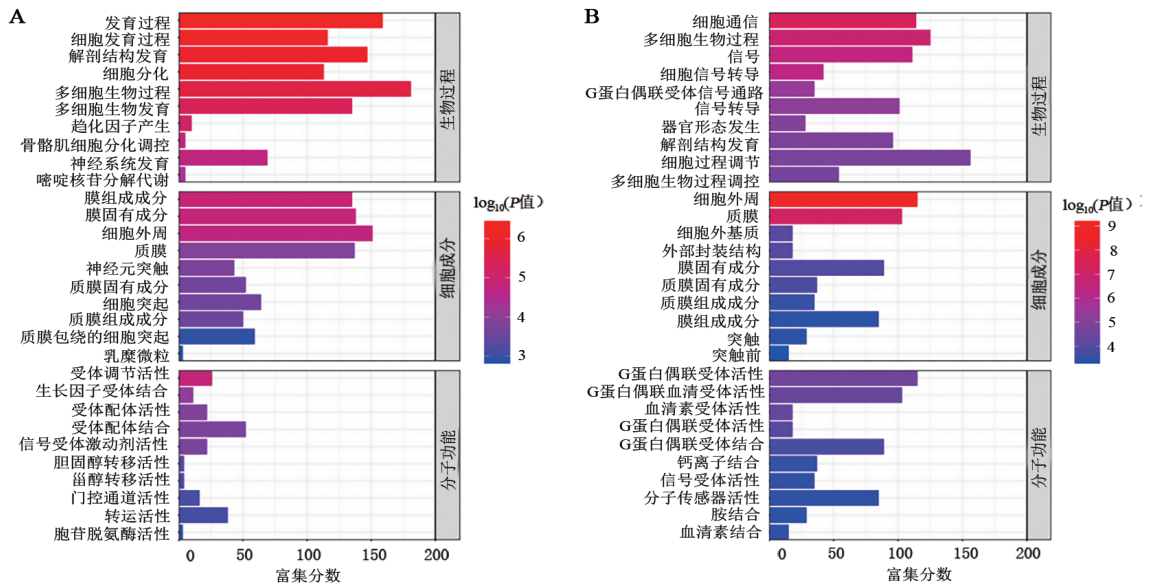 A
发育过程
细胞发育过程
解剖结构发育
细胞分化
多细胞生物过程
多细胞生物发育
趋化因子产生
骨骼肌细胞分化调控
神经系统发育
嘧啶核苷分解代谢
生物过程
膜组成成分
膜固有成分
细胞外周
质膜
神经元突触
质膜固有成分
细胞突起
质膜组成成分
质膜包绕的细胞突起
乳糜微粒
细胞成分
受体调节活性
生长因子受体结合
受体配体活性
受体配体结合
信号受体激动剂活性
胆固醇转移活性
甾醇转移活性
门控通道活性
转运活性
胞苷脱氨酶活性
分子功能
0 50 100 150 200
富集分数
log10(P值)
6
5
4
3
B
细胞通信
多细胞生物过程
信号
细胞信号转导
G蛋白偶联受体信号通路
信号转导
器官形态发生
解剖结构发育
细胞过程调节
多细胞生物过程调控
生物过程
细胞外周
质膜
细胞外基质
外部封装结构
膜固有成分
质膜固有成分
质膜组成成分
膜组成成分
突触
突触前
细胞成分
G蛋白偶联受体活性
G蛋白偶联血清受体活性
血清素受体活性
G蛋白偶联受体活性
G蛋白偶联受体结合
钙离子结合
信号受体活性
分子传感器活性
胺结合
血清素结合
分子功能
0 50 100 150 200
富集分数
log10(P值)
9
8
7
6
5
4